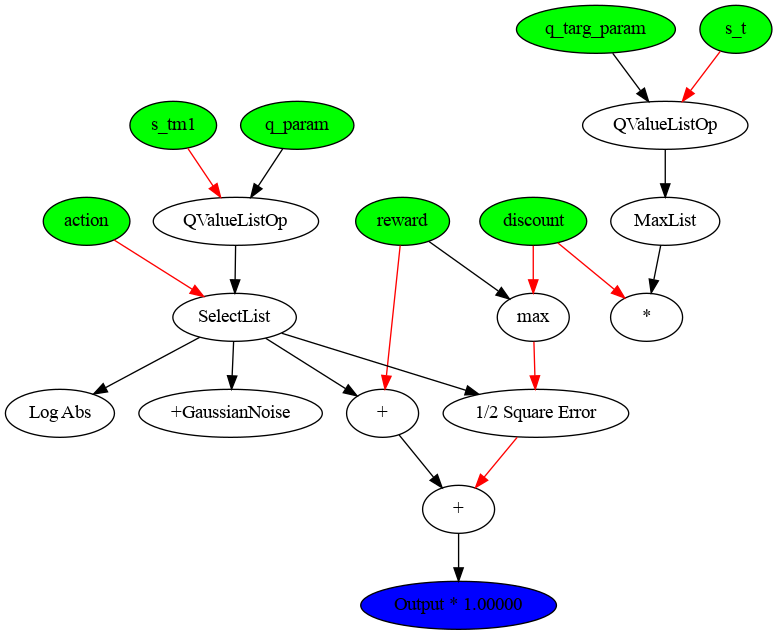 q_targ_param
s_t
s_tm1
q_param
QValueListOp
action
QValueListOp
reward
discount
MaxList
SelectList
max
*
Log Abs
+GaussianNoise
+
1/2 Square Error
+
Output * 1.00000